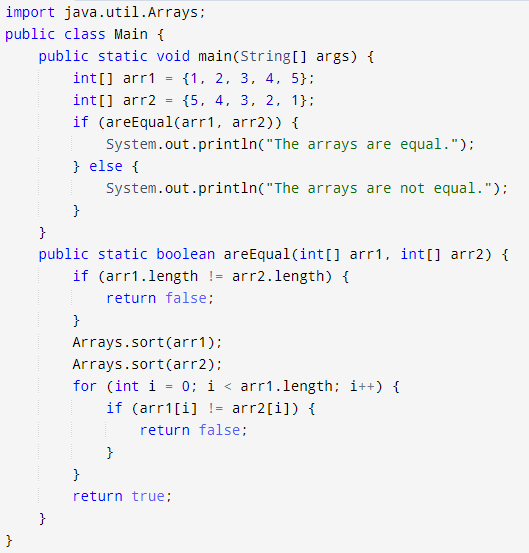 import java.util.Arrays;
public class Main {
    public static void main(String[] args) {
        int[] arr1 = {1, 2, 3, 4, 5};
        int[] arr2 = {5, 4, 3, 2, 1};
        if (areEqual(arr1, arr2)) {
            System.out.println("The arrays are equal.");
        } else {
            System.out.println("The arrays are not equal.");
        }
    }
    public static boolean areEqual(int[] arr1, int[] arr2) {
        if (arr1.length != arr2.length) {
            return false;
        }
        Arrays.sort(arr1);
        Arrays.sort(arr2);
        for (int i = 0; i < arr1.length; i++) {
            if (arr1[i] != arr2[i]) {
                return false;
            }
        }
        return true;
    }
}